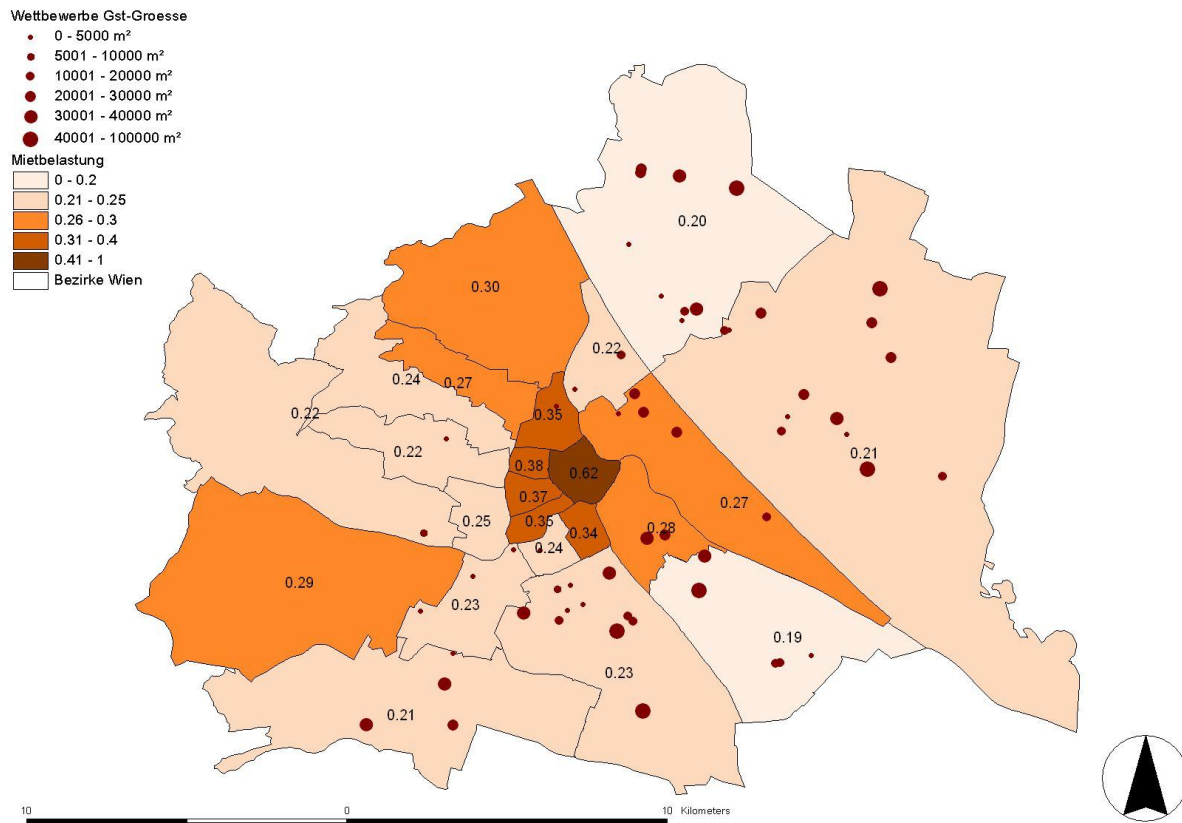 Wettbewerbe Gst-Groesse
0 - 5000 m²
5001 - 10000 m²
10001 - 20000 m²
20001 - 30000 m²
30001 - 40000 m²
40001 - 100000 m²
Mietbelastung
0 - 0.2
0.21 - 0.25
0.26 - 0.3
0.31 - 0.4
0.41 - 1
Bezirke Wien
0.20
0.30
0.22
0.24
0.27
0.22
0.35
0.22
0.38
0.62
0.21
0.37
0.27
0.25
0.35
0.34
0.28
0.24
0.29
0.23
0.19
0.23
0.21
10 0 10 Kilometers